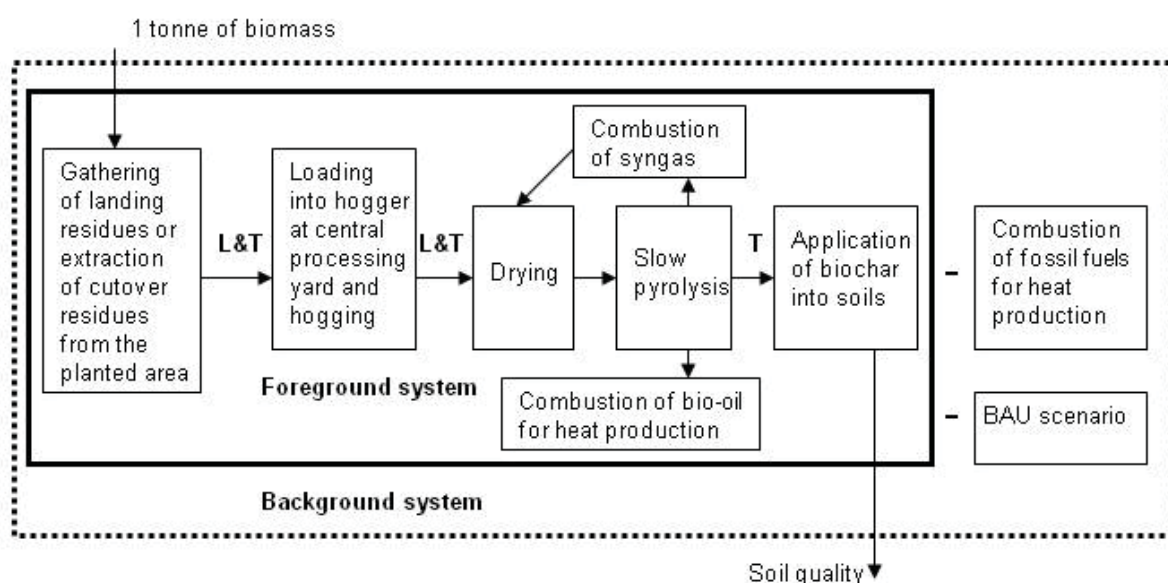 1 tonne of biomass
Gathering
of landing
residues or
extraction
of cutover
residues
from the
planted area
L&T
Loading
into hogger
at central
processing
yard and
hogging
L&T
Drying
Combustion
of syngas
Slow
pyrolysis
T
Application
of biochar
into soils
-
Combustion
of fossil fuels
for heat
production
Foreground system
Combustion of bio-oil
for heat production
-
BAU scenario
Background system
Soil quality